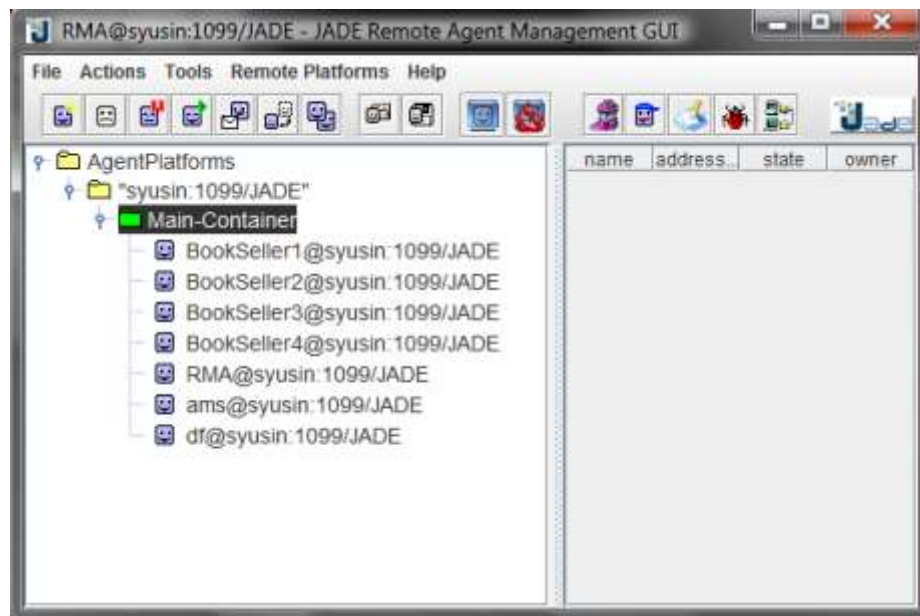 RMA@syusin:1099/JADE - JADE Remote Agent Management GUI
File Actions Tools Remote Platforms Help
Jade
AgentPlatforms
name address... state owner
"syusin:1099/JADE"
Main-Container
BookSeller1@syusin:1099/JADE
BookSeller2@syusin:1099/JADE
BookSeller3@syusin:1099/JADE
BookSeller4@syusin:1099/JADE
RMA@syusin:1099/JADE
ams@syusin:1099/JADE
df@syusin:1099/JADE